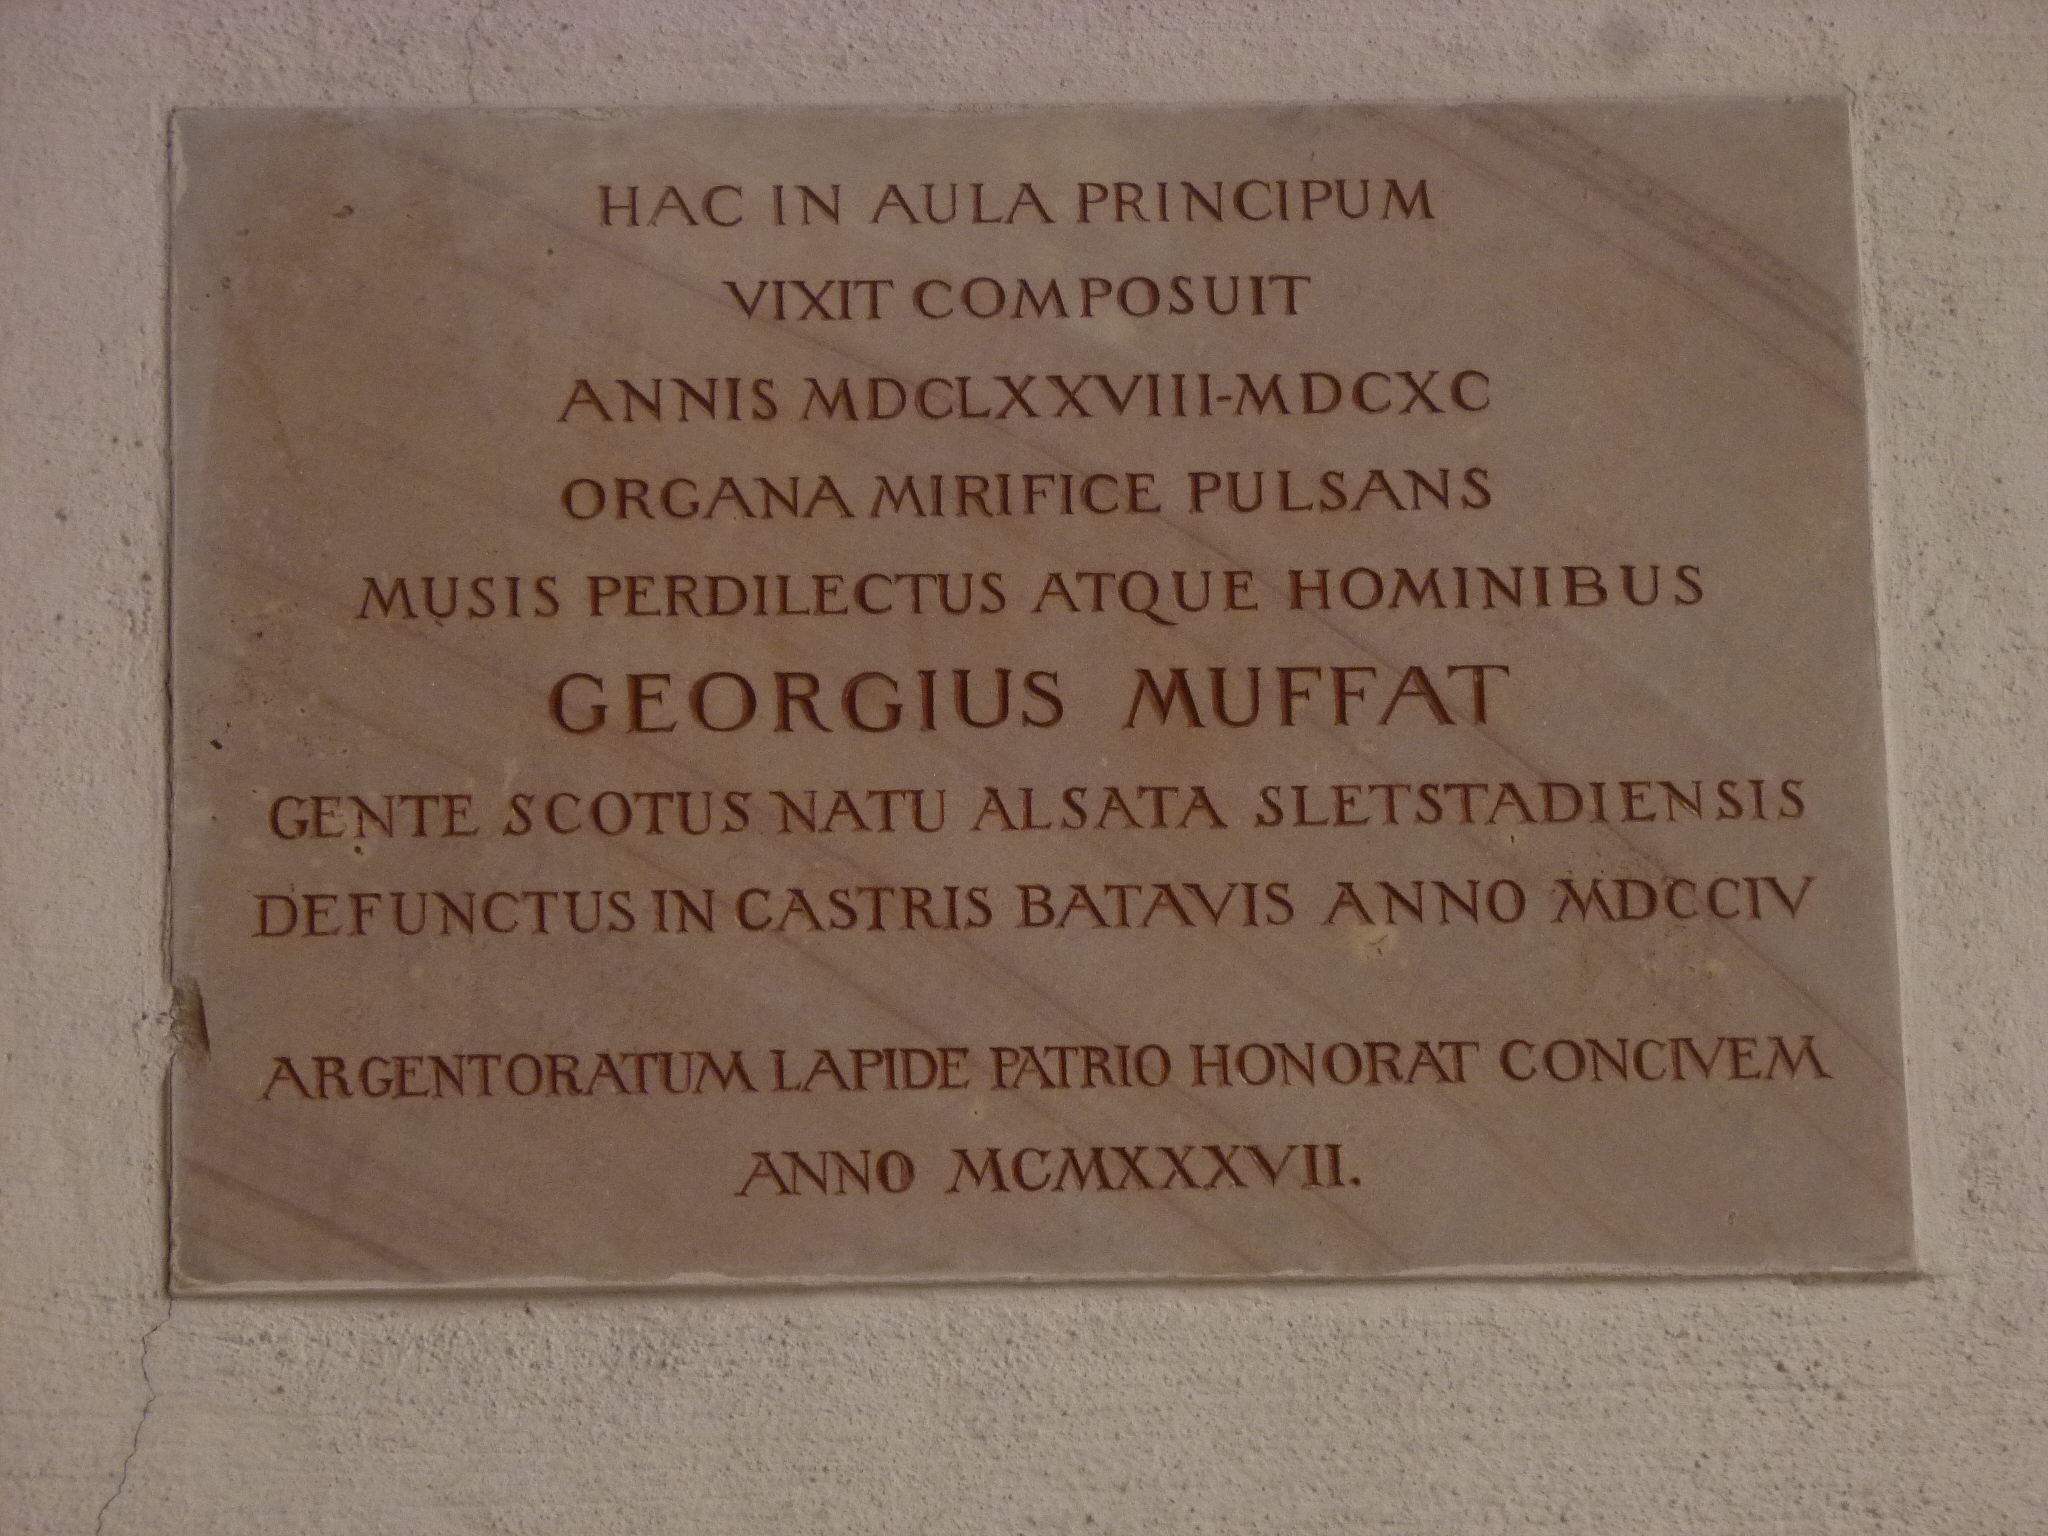 HAC IN AULA PRINCIPUM
VIXIT COMPOSUIT
ANNIS MDCLXXVIII-MDCXC
ORGANA MIRIFICE PULSANS
MUSIS PERDILECTUS ATQUE HOMINIBUS
GEORGIUS MUFFAT
GENTE SCOTUS NATU ALSATA SLETSTADIENSIS
DEFUNCTUS IN CASTRIS BATAVIS ANNO MDCCIV
ARGENTORATUM LAPIDE PATRIO HONORAT CONCIVEM
ANNO MCMXXXVII.